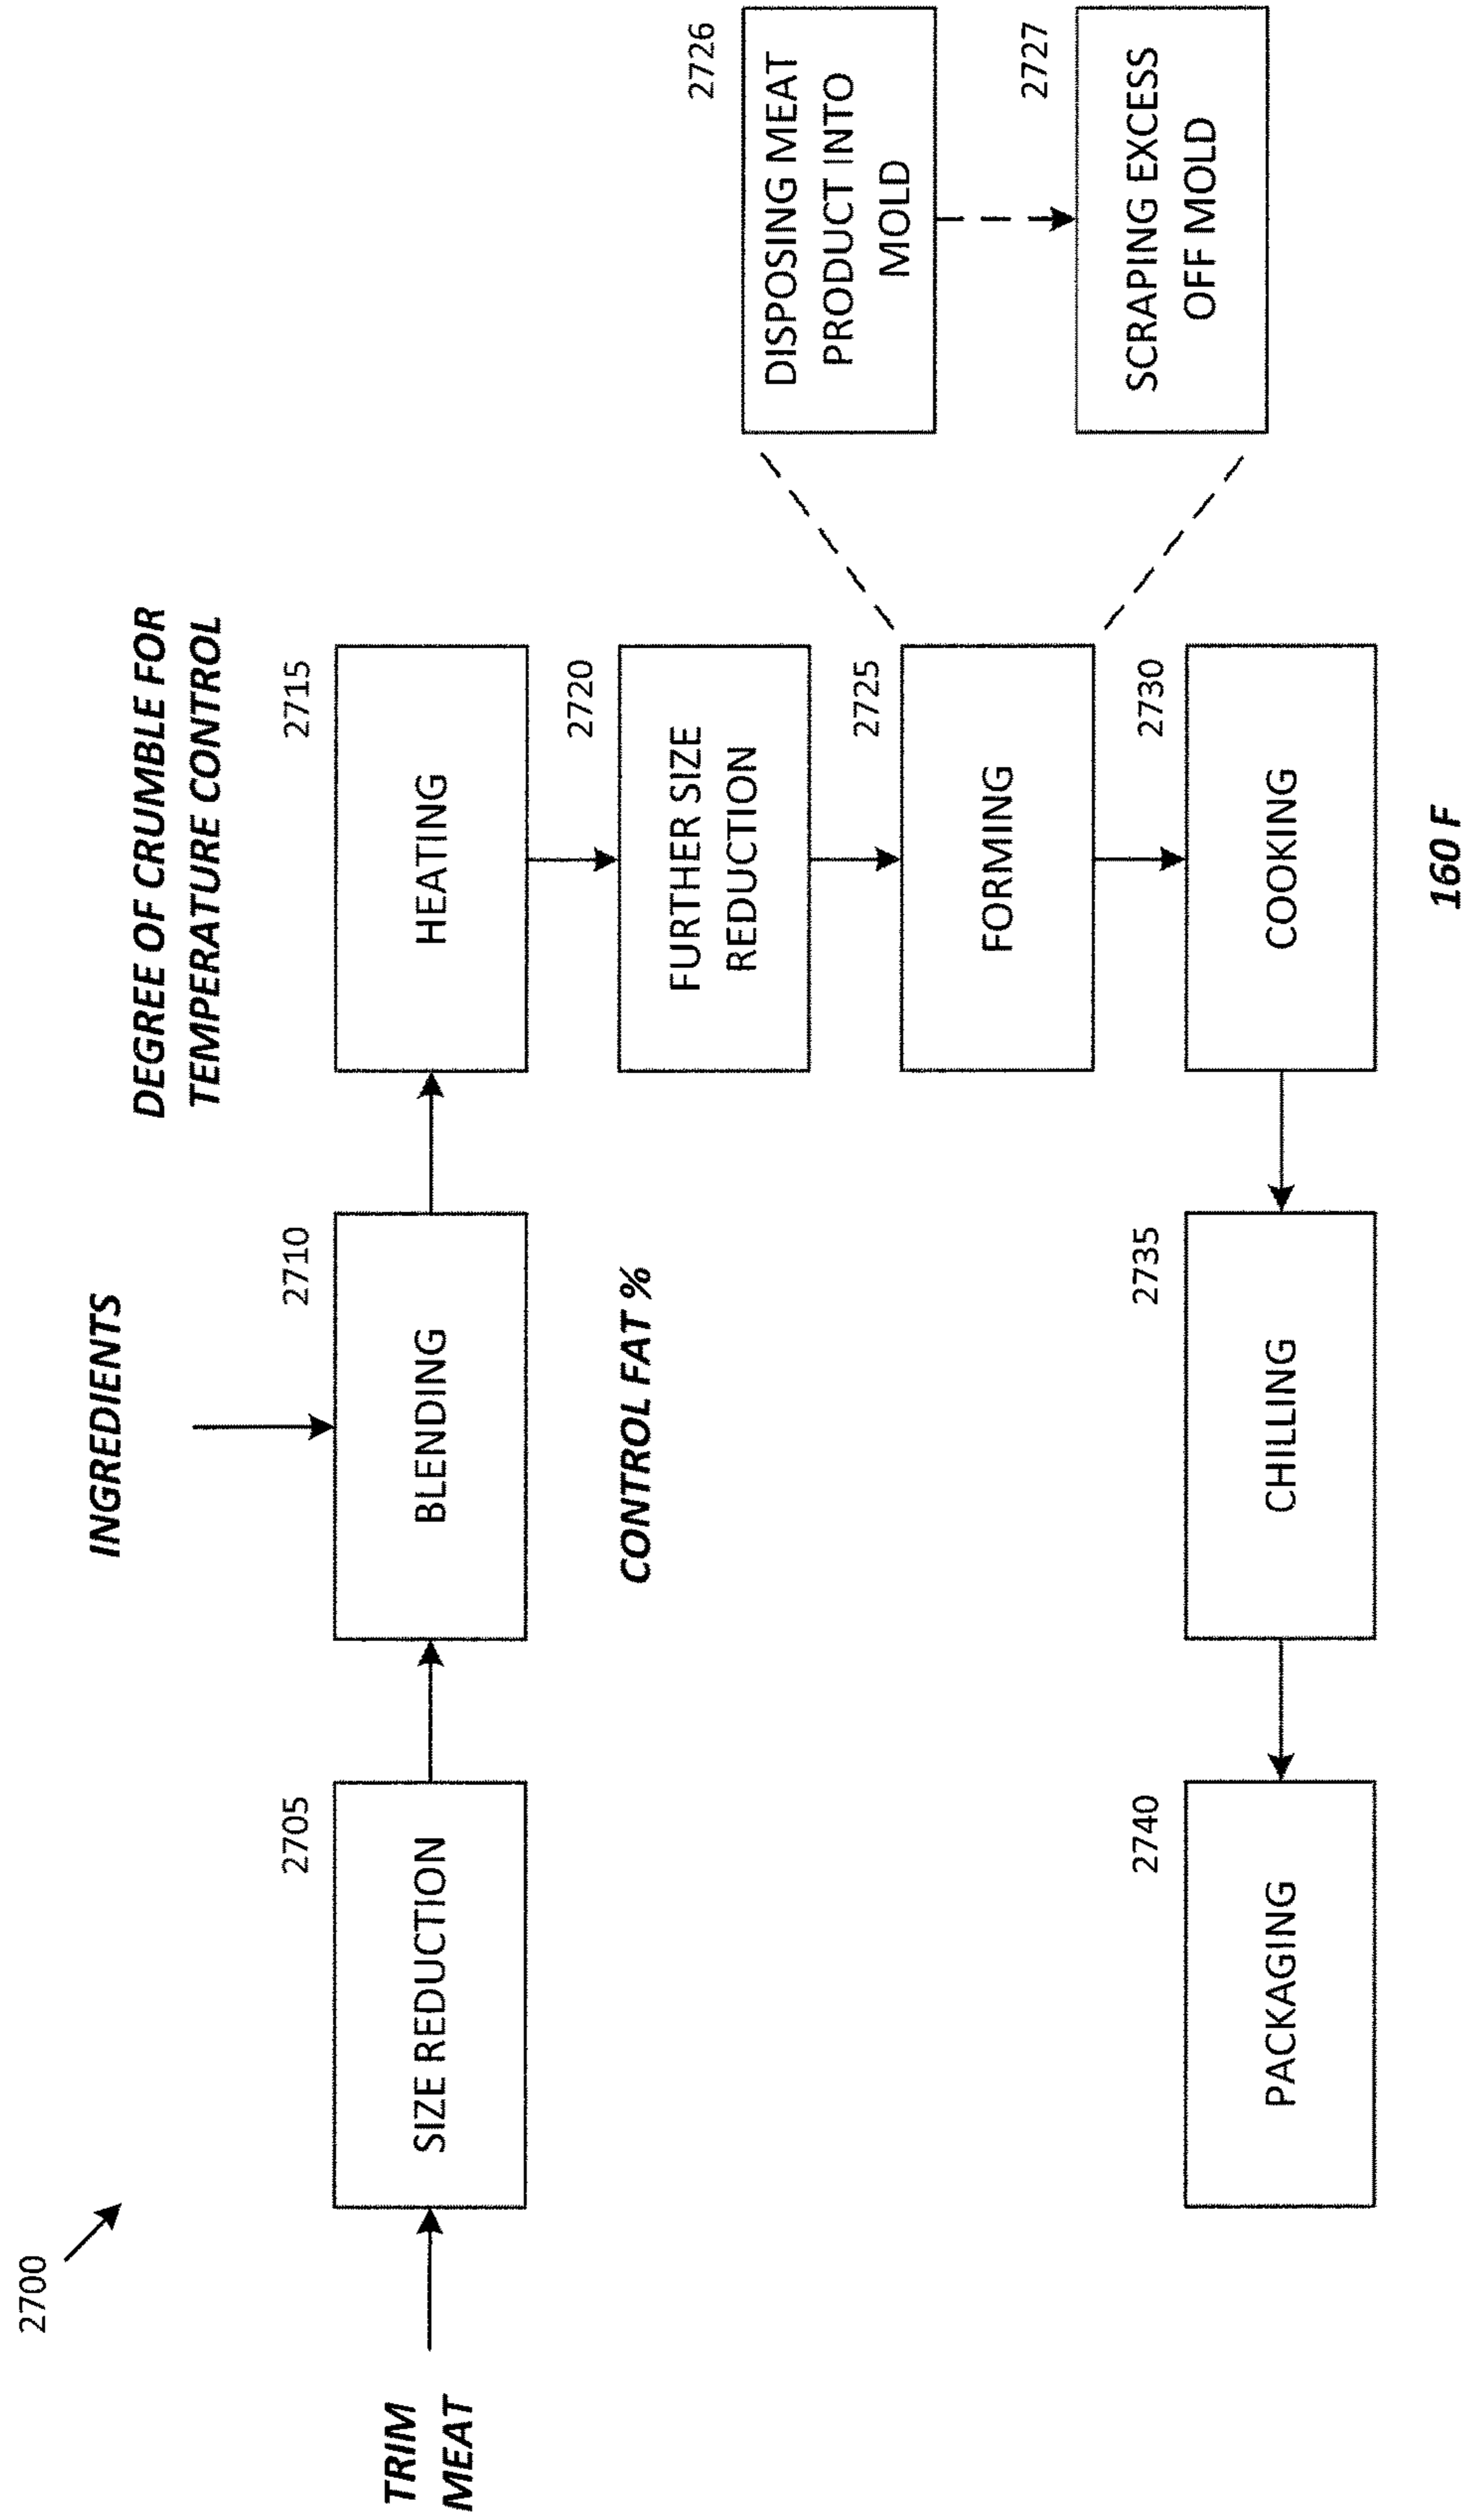 2700
TRIM
MEAT
2705
SIZE REDUCTION
INGREDIENTS
2710
BLENDING
CONTROL FAT %
DEGREE OF CRUMBLE FOR
TEMPERATURE CONTROL
2715
HEATING
2720
FURTHER SIZE
REDUCTION
2725
FORMING
2726
DISPOSING MEAT
PRODUCT INTO
MOLD
2727
SCRAPING EXCESS
OFF MOLD
2730
COOKING
160 F
2735
CHILLING
2740
PACKAGING